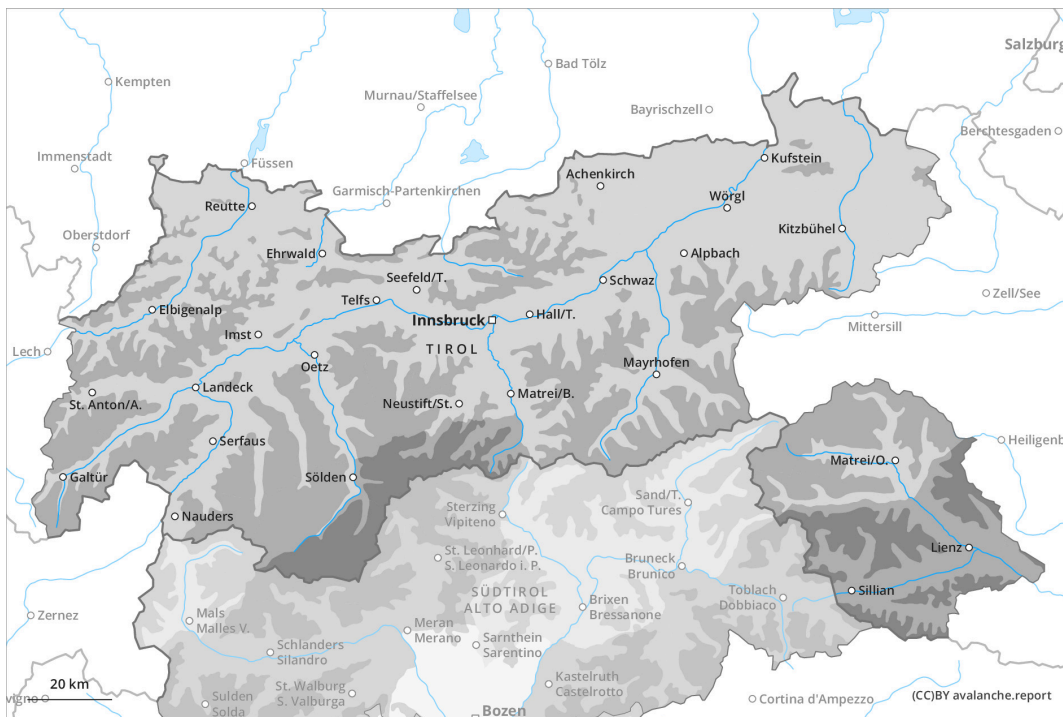 Salzburg
Bad Tölz
Kempten
Murnau/Staffelsee
Bayrischzell
Berchtesgaden
Immenstadt
Füssen
Kufstein
Achenkirch
Garmisch-Partenkirchen
Reutte
Wörgl
Kitzbühel
Oberstdorf
Ehrwald
Alpbach
Seefeld/T.
Schwaz
Zell/See
Telfs
Elbigenalp
Innsbruck
Hall/T.
Mittersill
Imst
TIROL
Lech
Oetz
Mayrhofen
Landeck
St. Anton/A.
Neustift/St.
Matrei/B.
Serfaus
Heiligenb
Matrei/O.
Galtür
Sölden
Sand/T.
Campo Tures
Sterzing
Vipiteno
Nauders
Lienz
St. Leonhard/P.
S. Leonardo i. P.
Bruneck
Brunico
SÜDTIROL
ALTO ADIGE
Sillian
Toblach
Dobbiaco
Brixen
Bressanone
Zernez
Mals
Malles V.
Meran
Merano
Sarnthein
Sarentino
Schlanders
Silandro
Kastelruth
Castelrotto
20 km
St. Walburg
S. Valburga
Sulden
Solda
vigno
Cortina d'Ampezzo
(CC)BY avalanche.report
Bozen